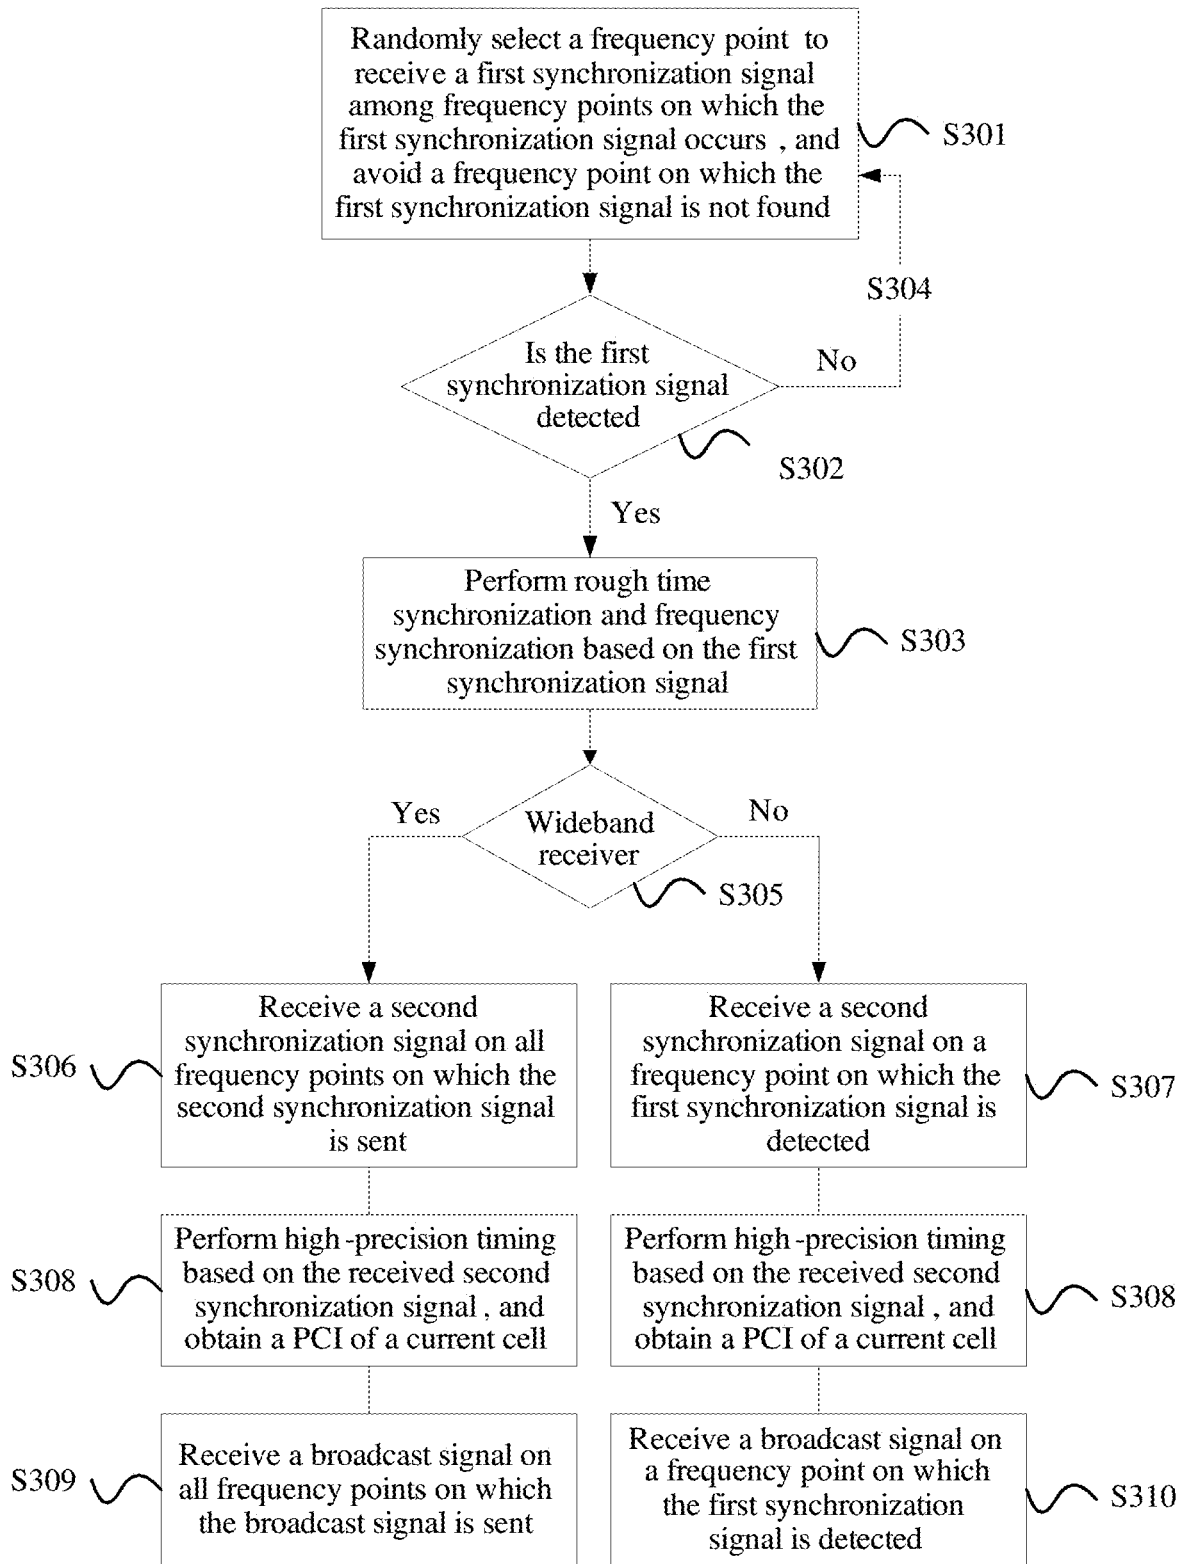 Randomly select a frequency point to
receive a first synchronization signal
among frequency points on which the
first synchronization signal occurs , and
avoid a frequency point on which the
first synchronization signal is not found
S301
S304
Is the first
synchronization signal
detected
No
S302
Yes
Perform rough time
synchronization and frequency
synchronization based on the first
synchronization signal
S303
Yes
Wideband
receiver
No
S305
Receive a second
synchronization signal on all
frequency points on which the
second synchronization signal
is sent
S306
Receive a second
synchronization signal on a
frequency point on which the
first synchronization signal is
detected
S307
Perform high-precision timing
based on the received second
synchronization signal , and
obtain a PCI of a current cell
S308
Perform high-precision timing
based on the received second
synchronization signal , and
obtain a PCI of a current cell
S308
Receive a broadcast signal on
all frequency points on which
the broadcast signal is sent
S309
Receive a broadcast signal on
a frequency point on which
the first synchronization
signal is detected
S310